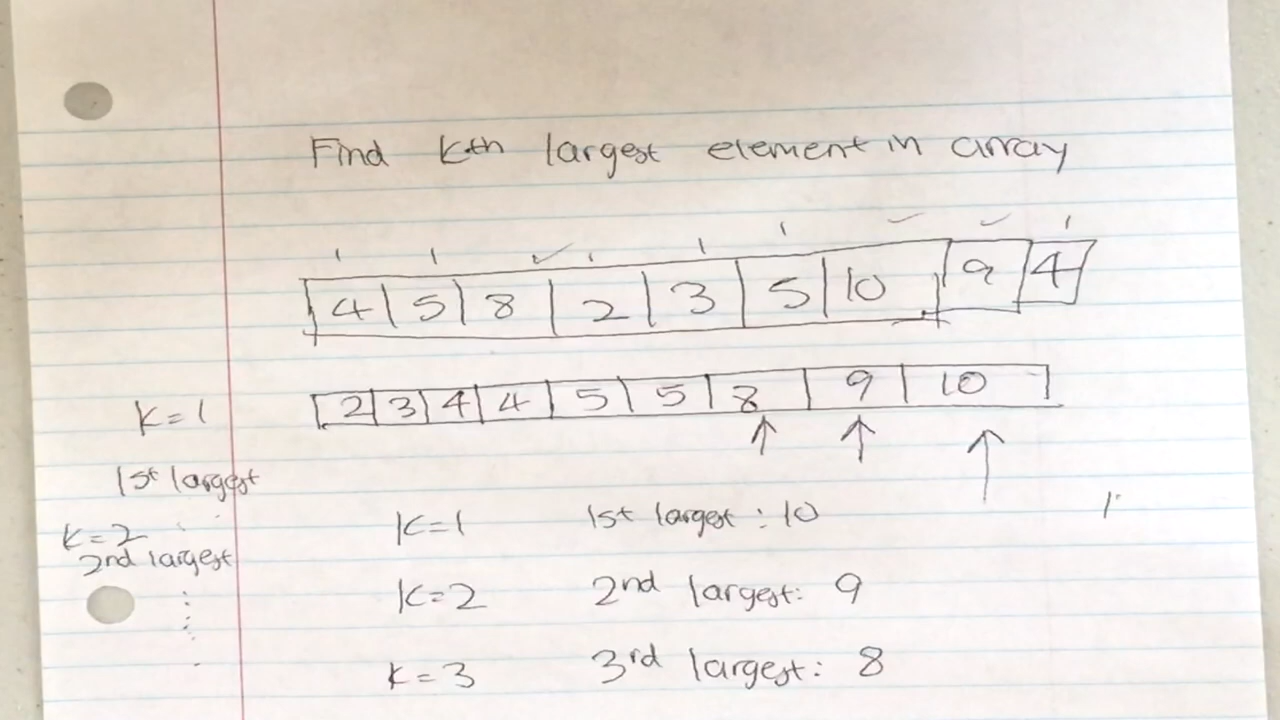 Find kth largest element in array
4 5 8 2 3 5 10 9 4
2 3 4 4 5 5 8 9 10
K=1
1st largest
K=2
2nd largest
K=1 1st largest : 10
K=2 2nd largest: 9
K=3 3rd largest: 8